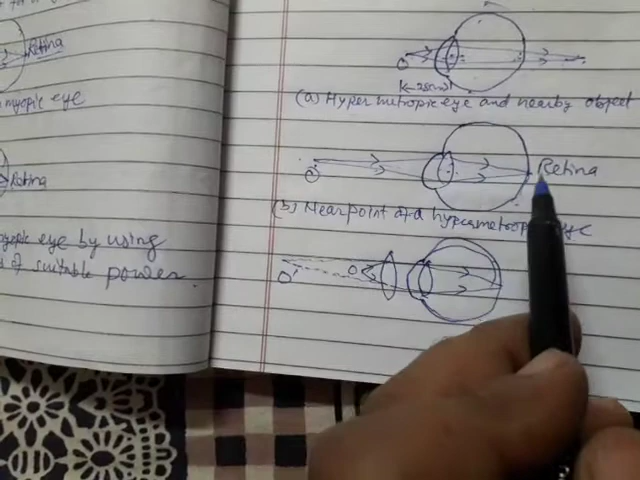 Retina
myopic eye
Retina
eye by using
of suitable power.
O
K-25cm-
(a) Hypermetropic eye and nearby object
O'
Retina
(b) Near point of a hypermetropic eye
O
O'